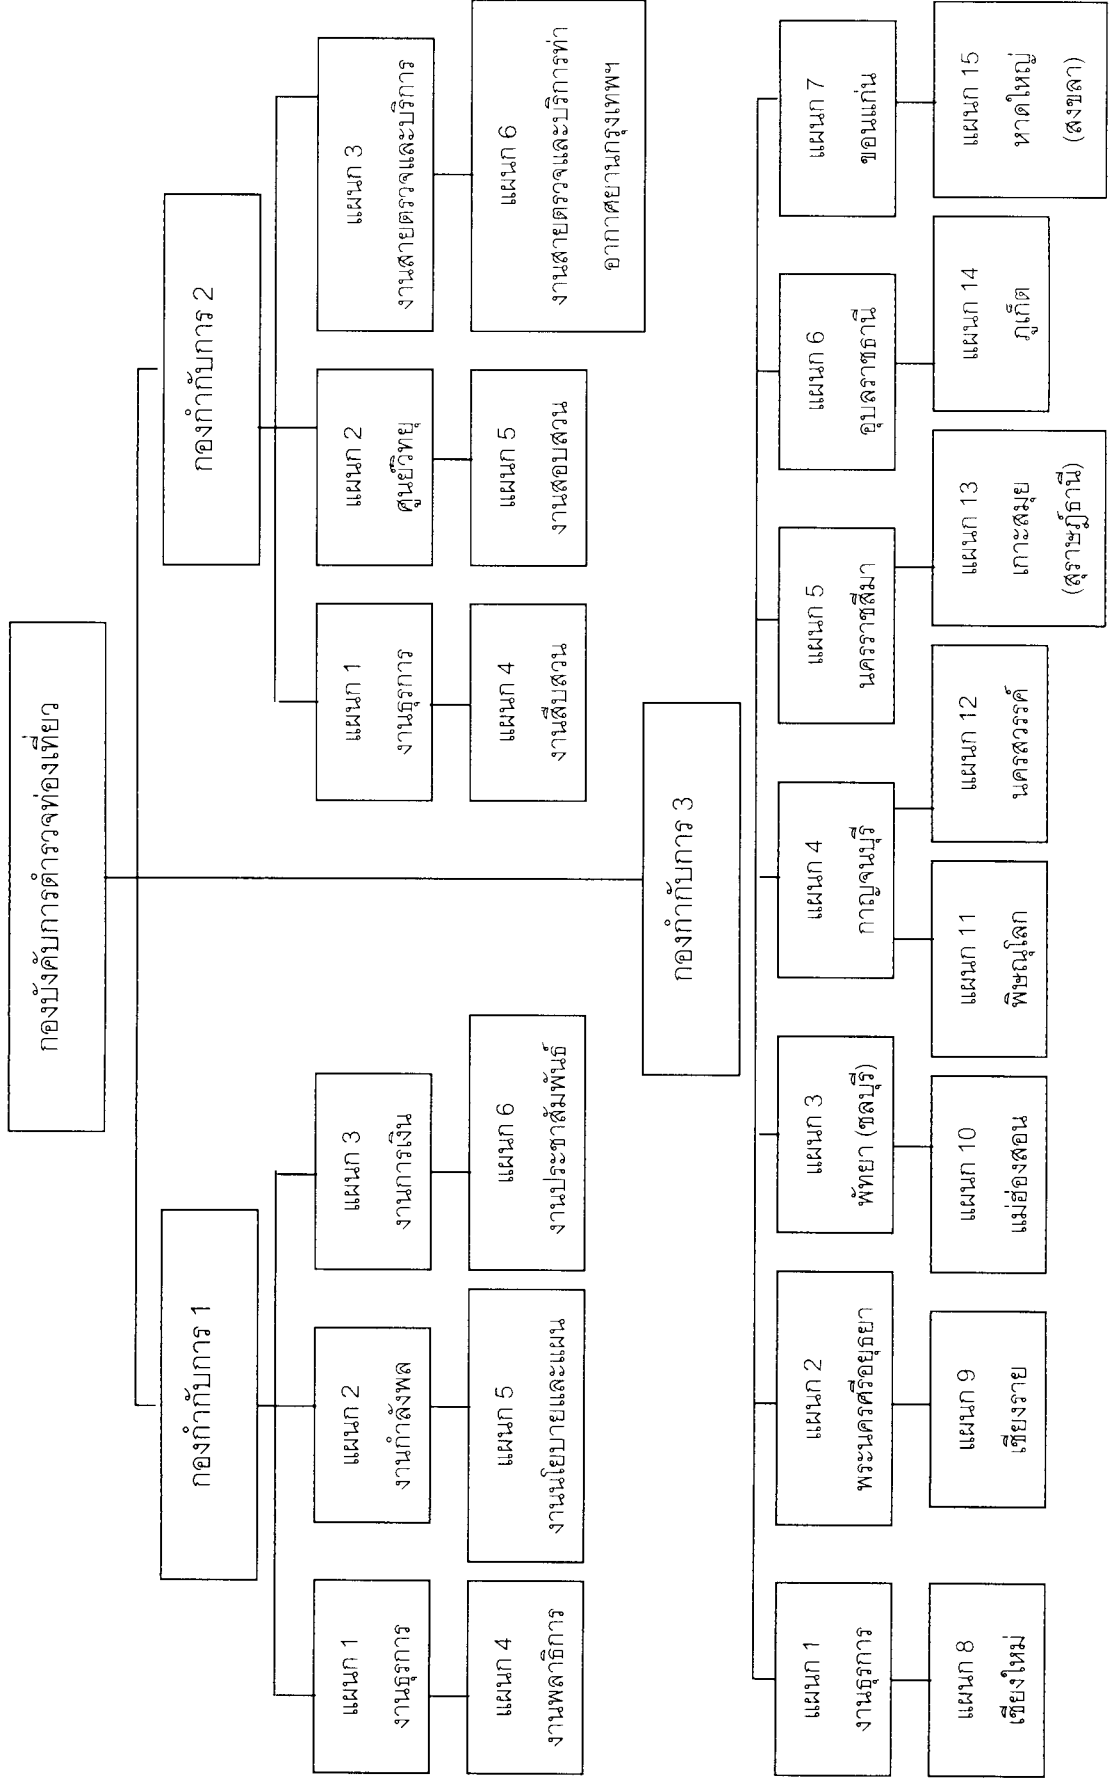 กองบังคับการตำรวจท่องเที่ยว
กองกำกับการ 1
กองกำกับการ 2
แผนก 1
งานธุรการ
แผนก 2
งานกำลังพล
แผนก 3
งานการเงิน
แผนก 1
งานธุรการ
แผนก 2
ศูนย์วิทยุ
แผนก 3
งานสายตรวจและบริการ
แผนก 4
งานพลาธิการ
แผนก 5
งานนโยบายและแผน
แผนก 6
งานประชาสัมพันธ์
แผนก 4
งานสืบสวน
แผนก 5
งานสอบสวน
แผนก 6
งานสายตรวจและบริการท่า
อากาศยานกรุงเทพฯ
กองกำกับการ 3
แผนก 1
งานธุรการ
แผนก 2
พระนครศรีอยุธยา
แผนก 3
พัทยา (ชลบุรี)
แผนก 4
กาญจนบุรี
แผนก 5
นครราชสีมา
แผนก 6
อุบลราชธานี
แผนก 7
ขอนแก่น
แผนก 8
เชียงใหม่
แผนก 9
เชียงราย
แผนก 10
แม่ฮ่องสอน
แผนก 11
พิษณุโลก
แผนก 12
นครสวรรค์
แผนก 13
เกาะสมุย
(สุราษฎ์ธานี)
แผนก 14
ภูเก็ต
แผนก 15
หาดใหญ่
(สงขลา)